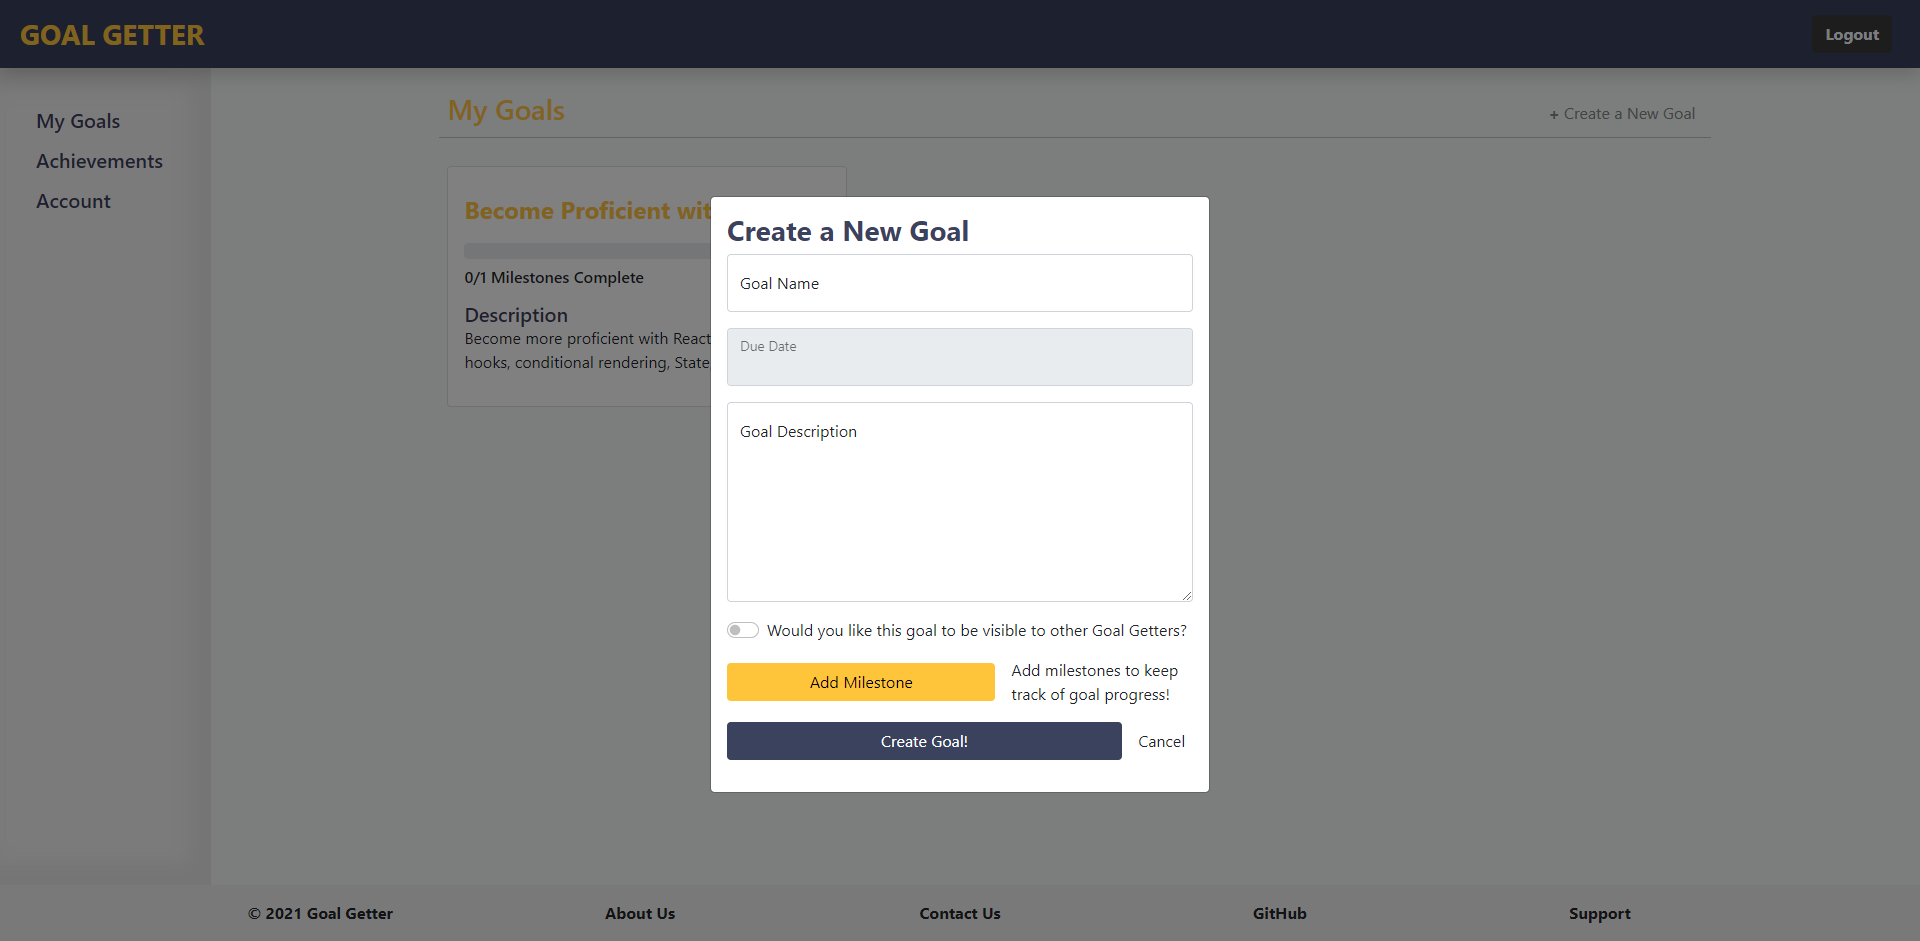 GOAL GETTER
Logout
My Goals
Achievements
Account
My Goals
+ Create a New Goal
Become Proficient wit
0/1 Milestones Complete
Description
Become more proficient with React
hooks, conditional rendering, State
Create a New Goal
Goal Name
Due Date
Goal Description
Would you like this goal to be visible to other Goal Getters?
Add Milestone
Add milestones to keep
track of goal progress!
Create Goal!
Cancel
© 2021 Goal Getter
About Us
Contact Us
GitHub
Support